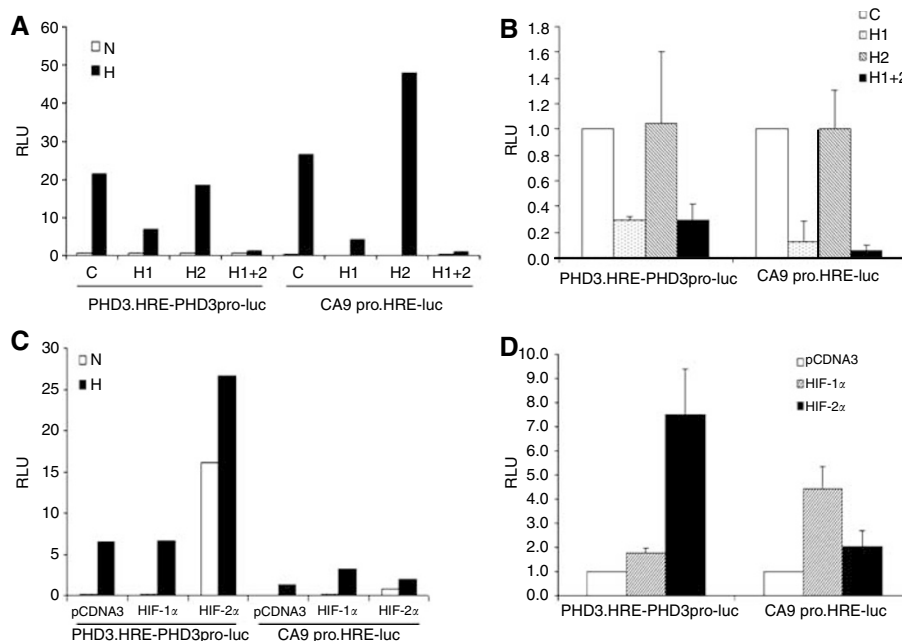 A
N
H
RLU
60
50
40
30
20
10
0
C H1 H2 H1+2 C H1 H2 H1+2
PHD3.HRE-PHD3pro-luc CA9 pro.HRE-luc
B
C
H1
H2
H1+2
RLU
1.8
1.6
1.4
1.2
1.0
0.8
0.6
0.4
0.2
0.0
PHD3.HRE-PHD3pro-luc CA9 pro.HRE-luc
C
N
H
RLU
30
25
20
15
10
5
0
pCDNA3 HIF-1α HIF-2α pCDNA3 HIF-1α HIF-2α
PHD3.HRE-PHD3pro-luc CA9 pro.HRE-luc
D
pCDNA3
HIF-1α
HIF-2α
RLU
10.0
9.0
8.0
7.0
6.0
5.0
4.0
3.0
2.0
1.0
0.0
PHD3.HRE-PHD3pro-luc CA9 pro.HRE-luc